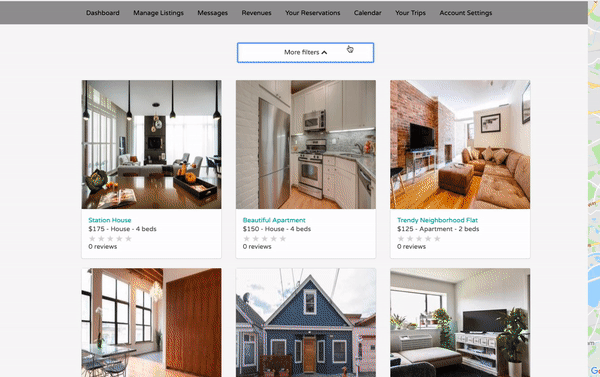 Dashboard Manage Listings Messages Revenues Your Reservations Calendar Your Trips Account Settings
More filters
Station House
$175 - House - 4 beds
0 reviews
Beautiful Apartment
$150 - House - 4 beds
0 reviews
Trendy Neighborhood Flat
$125 - Apartment - 2 beds
0 reviews